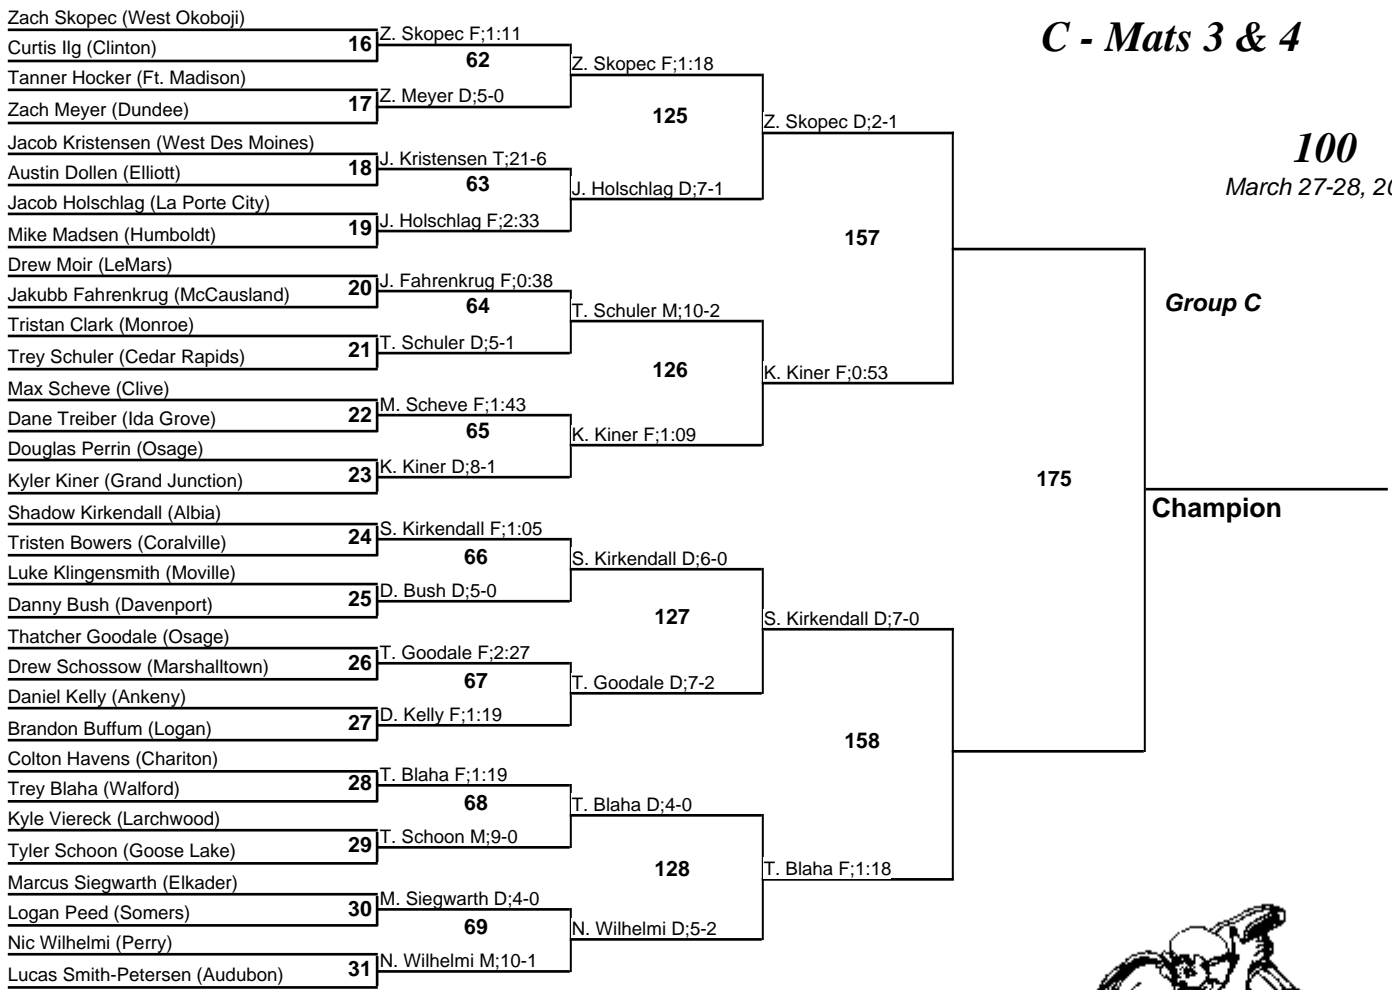 C - Mats 3 & 4
100
March 27-28, 20
Group C
Zach Skopec (West Okoboji)
16 Z. Skopec F;1:11
Curtis Ilg (Clinton)
62 Z. Skopec F;1:18
Tanner Hocker (Ft. Madison)
17 Z. Meyer D;5-0
Zach Meyer (Dundee)
125 Z. Skopec D;2-1
Jacob Kristensen (West Des Moines)
18 J. Kristensen T;21-6
Austin Dollen (Elliott)
63 J. Holschlag D;7-1
Jacob Holschlag (La Porte City)
19 J. Holschlag F;2:33
Mike Madsen (Humboldt)
157
Drew Moir (LeMars)
20 J. Fahrenkrug F;0:38
Jakubb Fahrenkrug (McCausland)
64 T. Schuler M;10-2
Tristan Clark (Monroe)
21 T. Schuler D;5-1
Trey Schuler (Cedar Rapids)
126 K. Kiner F;0:53
Max Scheve (Clive)
22 M. Scheve F;1:43
Dane Treiber (Ida Grove)
65 K. Kiner F;1:09
Douglas Perrin (Osage)
23 K. Kiner D;8-1
Kyler Kiner (Grand Junction)
175
Champion
Shadow Kirkendall (Albia)
24 S. Kirkendall F;1:05
Tristen Bowers (Coralville)
66 S. Kirkendall D;6-0
Luke Klingensmith (Moville)
25 D. Bush D;5-0
Danny Bush (Davenport)
127 S. Kirkendall D;7-0
Thatcher Goodale (Osage)
26 T. Goodale F;2:27
Drew Schossow (Marshalltown)
67 T. Goodale D;7-2
Daniel Kelly (Ankeny)
27 D. Kelly F;1:19
Brandon Buffum (Logan)
158
Colton Havens (Chariton)
28 T. Blaha F;1:19
Trey Blaha (Walford)
68 T. Blaha D;4-0
Kyle Viereck (Larchwood)
29 T. Schoon M;9-0
Tyler Schoon (Goose Lake)
128 T. Blaha F;1:18
Marcus Siegwarth (Elkader)
30 M. Siegwarth D;4-0
Logan Peed (Somers)
69 N. Wilhelmi D;5-2
Nic Wilhelmi (Perry)
31 N. Wilhelmi M;10-1
Lucas Smith-Petersen (Audubon)